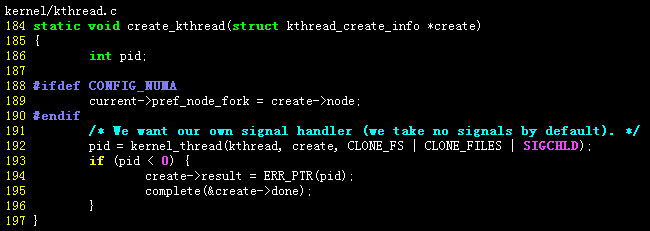 kernel/kthread.c
184 static void create_kthread(struct kthread_create_info *create)
185 {
186         int pid;
187
188 #ifdef CONFIG_NUMA
189         current->pref_node_fork = create->node;
190 #endif
191         /* We want our own signal handler (we take no signals by default). */
192         pid = kernel_thread(kthread, create, CLONE_FS | CLONE_FILES | SIGCHLD);
193         if (pid < 0) {
194                 create->result = ERR_PTR(pid);
195                 complete(&create->done);
196         }
197 }